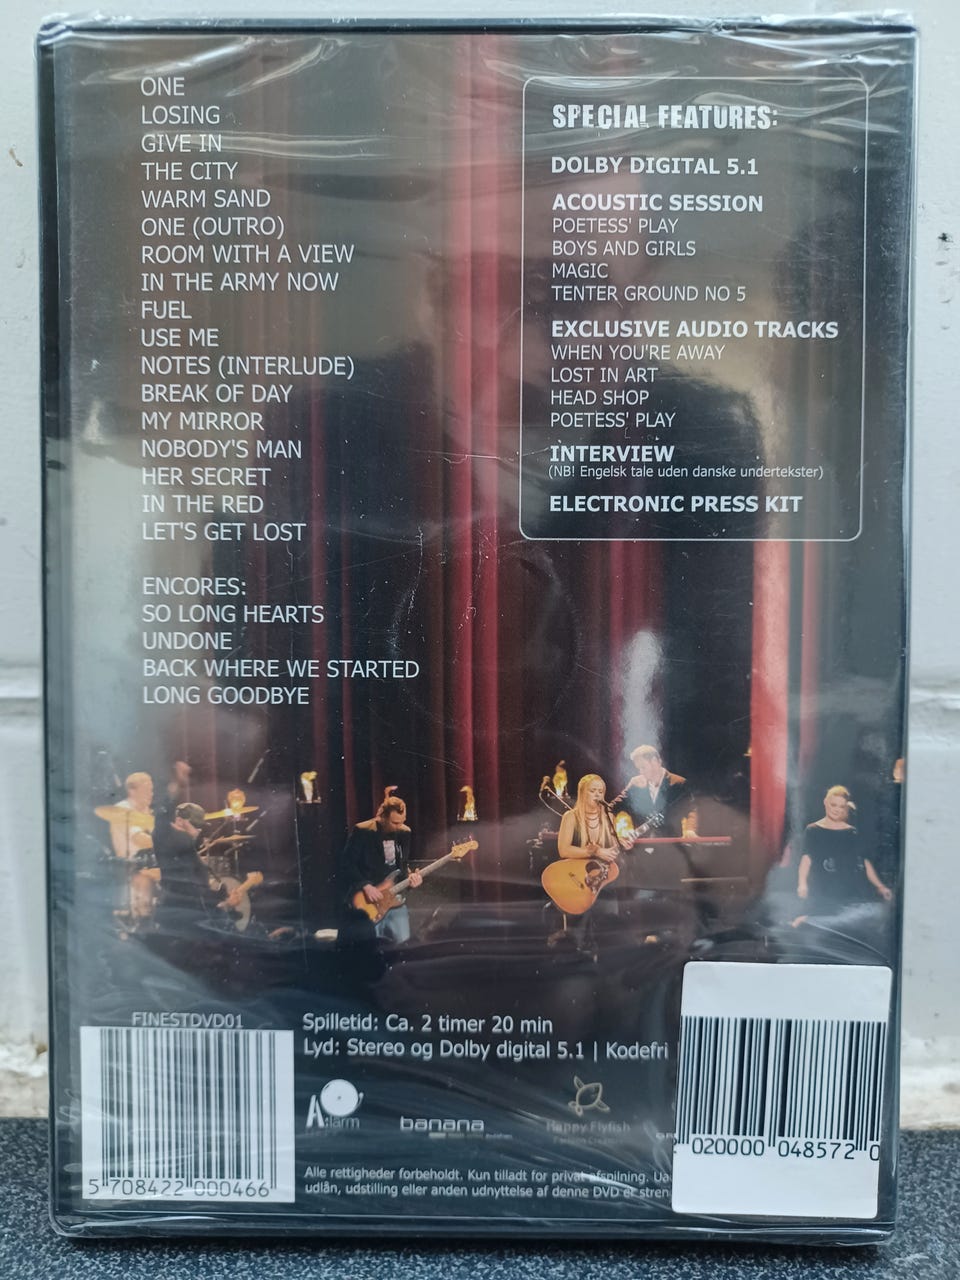 ONE
LOSING
GIVE IN
THE CITY
WARM SAND
ONE (OUTRO)
ROOM WITH A VIEW
IN THE ARMY NOW
FUEL
USE ME
NOTES (INTERLUDE)
BREAK OF DAY
MY MIRROR
NOBODY'S MAN
HER SECRET
IN THE RED
LET'S GET LOST
ENCORES:
SO LONG HEARTS
UNDONE
BACK WHERE WE STARTED
LONG GOODBYE
SPECIAL FEATURES:
DOLBY DIGITAL 5.1
ACOUSTIC SESSION
POETESS' PLAY
BOYS AND GIRLS
MAGIC
TENTER GROUND NO 5
EXCLUSIVE AUDIO TRACKS
WHEN YOU'RE AWAY
LOST IN ART
HEAD SHOP
POETESS' PLAY
INTERVIEW
(NB! Engelsk tale uden danske undertekster)
ELECTRONIC PRESS KIT
FINESTDVD01
5 708422 000466
Spilletid: Ca. 2 timer 20 min
Lyd: Stereo og Dolby digital 5.1 | Kodefri
A:larm
banana
Happy Flyfish
Alle rettigheder forbeholdt. Kun tilladt for privat afspilning.
udlån, udstilling eller anden udnyttelse af denne DVD er
020000 048572 0